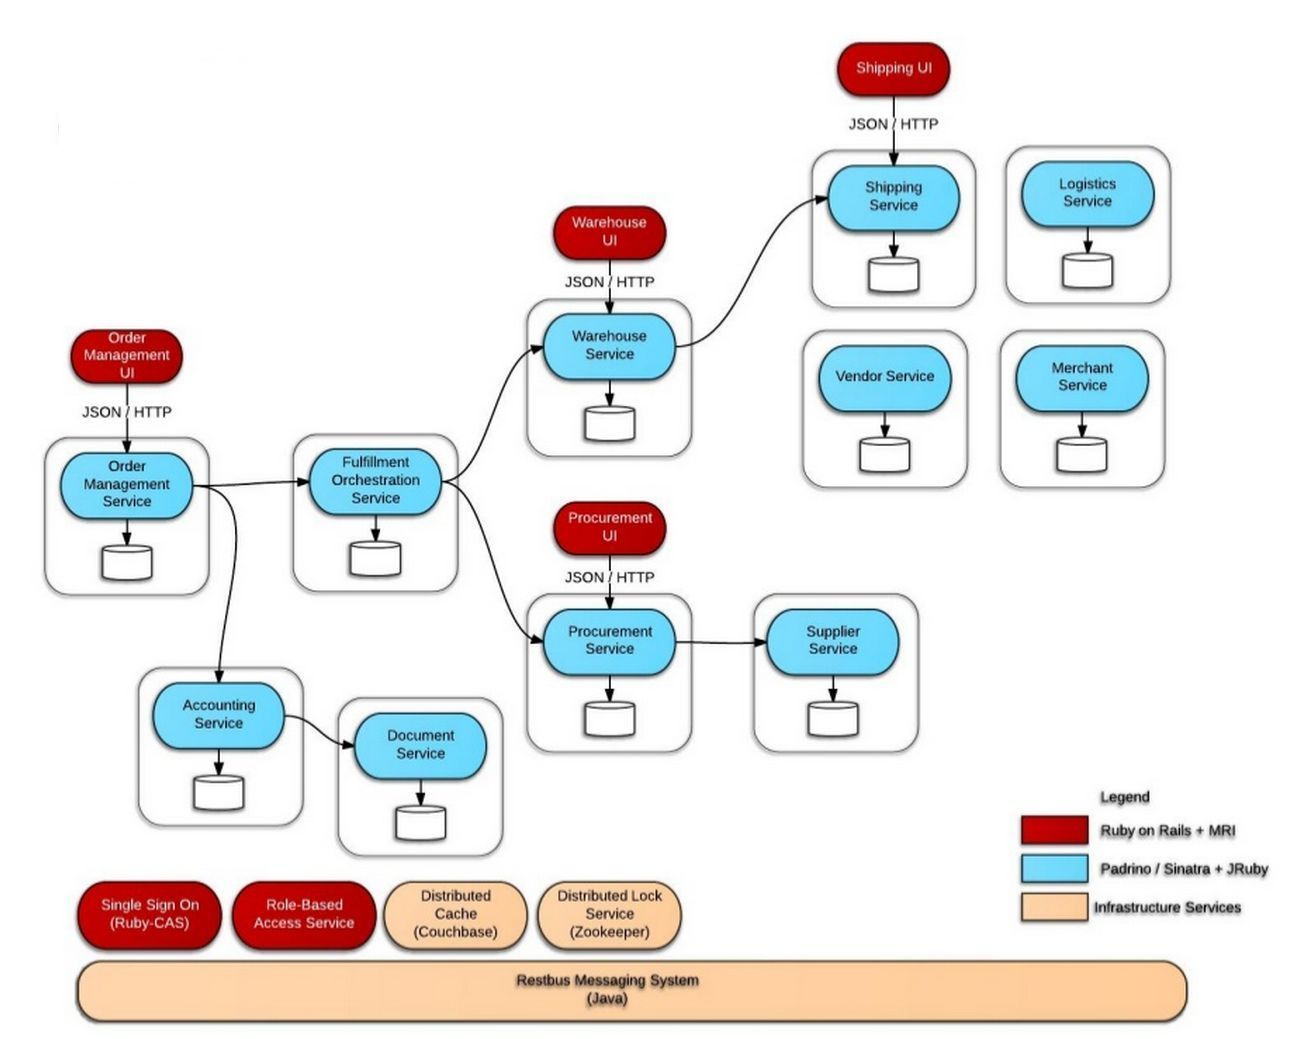 Shipping UI
JSON / HTTP
Shipping
Service
Logistics
Service
Warehouse
UI
JSON / HTTP
Warehouse
Service
Vendor Service
Merchant
Service
Order
Management
UI
JSON / HTTP
Order
Management
Service
Fulfillment
Orchestration
Service
Procurement
UI
JSON / HTTP
Procurement
Service
Supplier
Service
Accounting
Service
Document
Service
Legend
Ruby on Rails + MRI
Padrino / Sinatra + JRuby
Infrastructure Services
Single Sign On
(Ruby-CAS)
Role-Based
Access Service
Distributed
Cache
(Couchbase)
Distributed Lock
Service
(Zookeeper)
Restbus Messaging System
(Java)